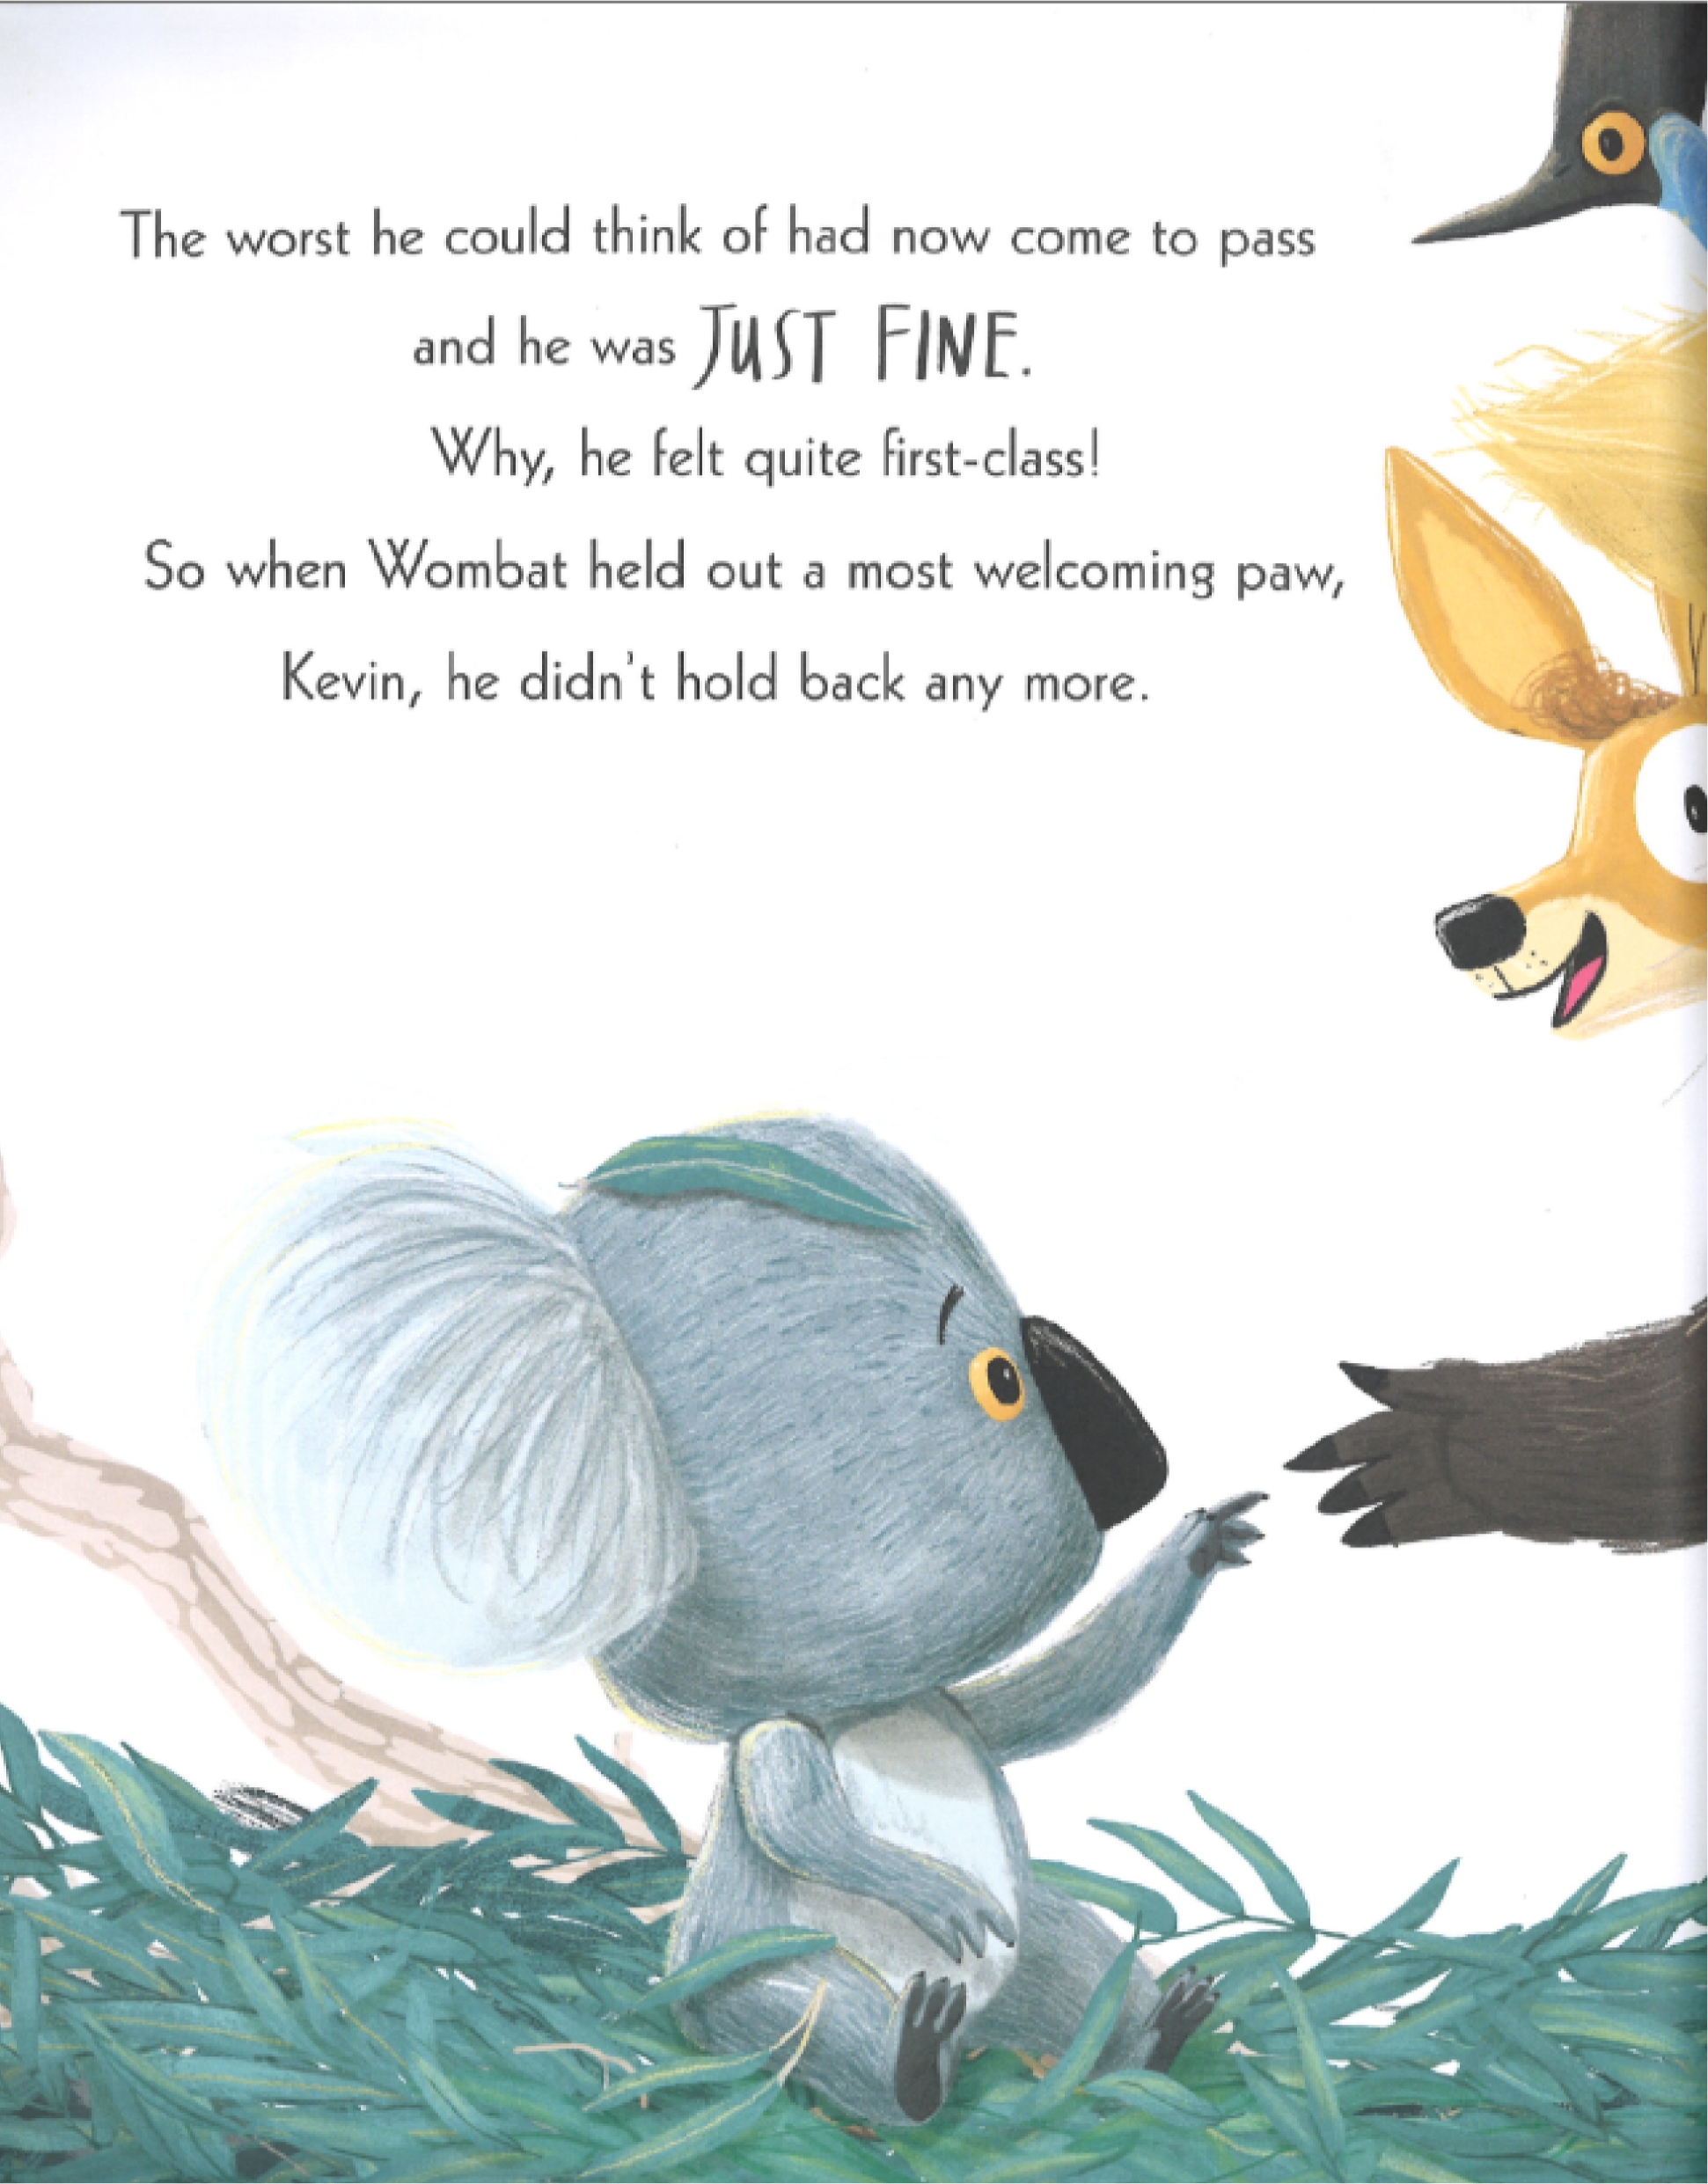 The worst he could think of had now come to pass
and he was JUST FINE.
Why, he felt quite first-class!
So when Wombat held out a most welcoming paw,
Kevin, he didn't hold back any more.